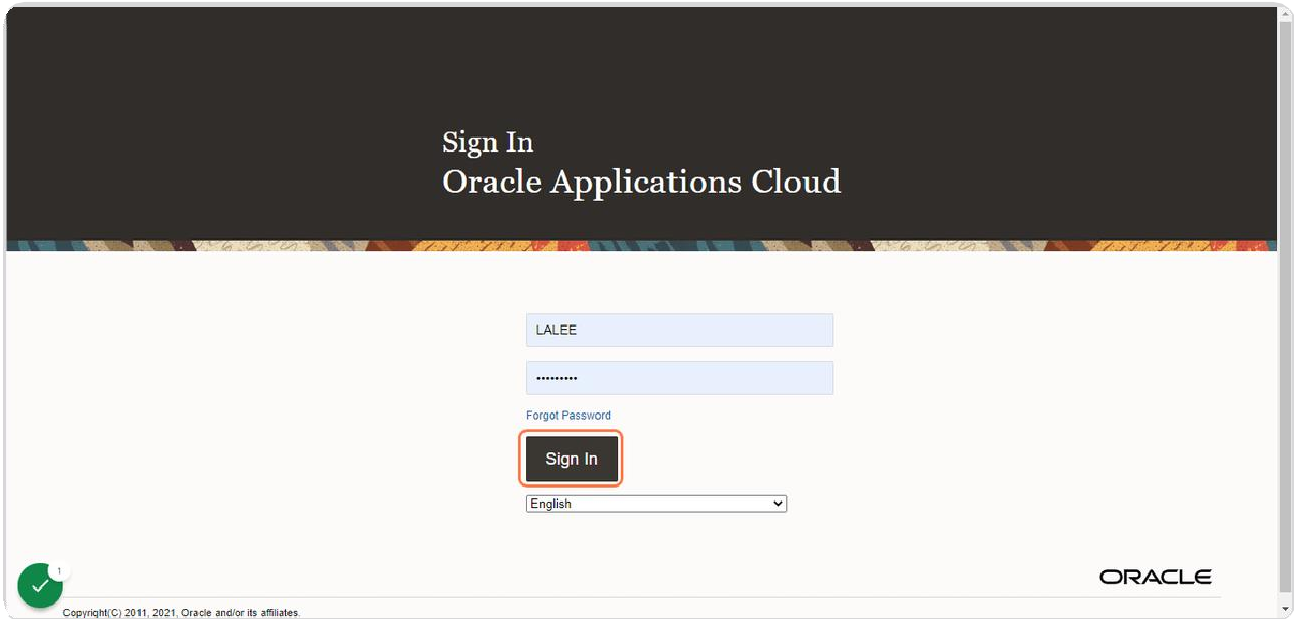 Sign In
Oracle Applications Cloud
LALEE
•••••••••
Forgot Password
Sign In
English
ORACLE
1
Copyright(C) 2011, 2021, Oracle and/or its affiliates.